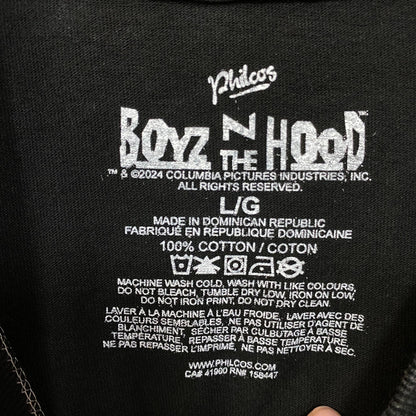 Philcos
BOYZ N THE HOOD™
™ & ©2024 COLUMBIA PICTURES INDUSTRIES, INC.
ALL RIGHTS RESERVED.
L/G
MADE IN DOMINICAN REPUBLIC
FABRIQUÉ EN RÉPUBLIQUE DOMINICAINE
100% COTTON / COTON
MACHINE WASH COLD, WASH WITH LIKE COLOURS,
DO NOT BLEACH, TUMBLE DRY LOW, IRON ON LOW,
DO NOT IRON PRINT, DO NOT DRY CLEAN.
LAVER À LA MACHINE À L'EAU FROIDE, LAVER AVEC DES
COULEURS SEMBLABLES, NE PAS UTILISER D'AGENT DE
BLANCHIMENT, SÉCHER PAR CULBUTAGE À BASSE
TEMPÉRATURE, REPASSER À BASSE TEMPÉRATURE,
NE PAS REPASSER L'IMPRIMÉ, NE PAS NETTOYER À SEC.
WWW.PHILCOS.COM
CA# 41900 RN# 158447